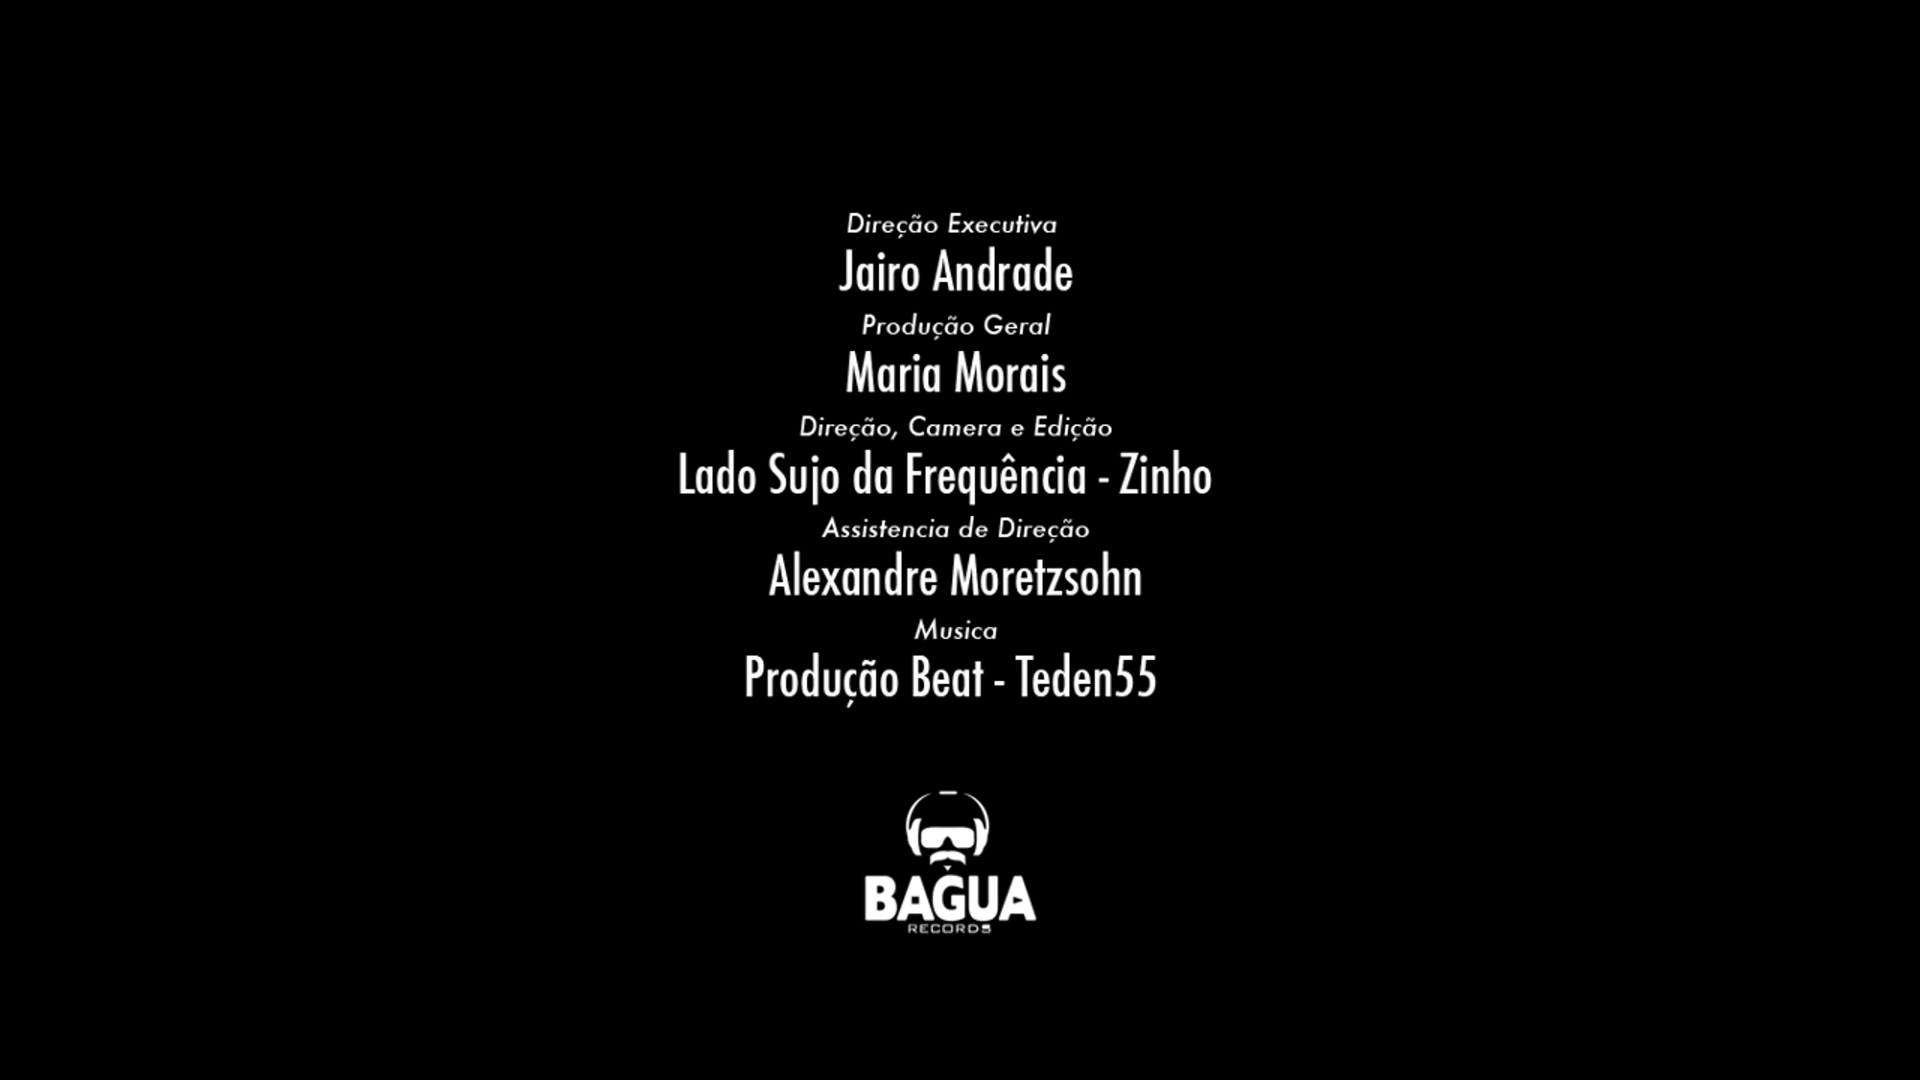 Direção Executiva
Jairo Andrade
Produção Geral
Maria Morais
Direção, Camera e Edição
Lado Sujo da Frequência - Zinho
Assistencia de Direção
Alexandre Moretzsohn
Musica
Produção Beat - Teden55
BAGUA
RECORDS